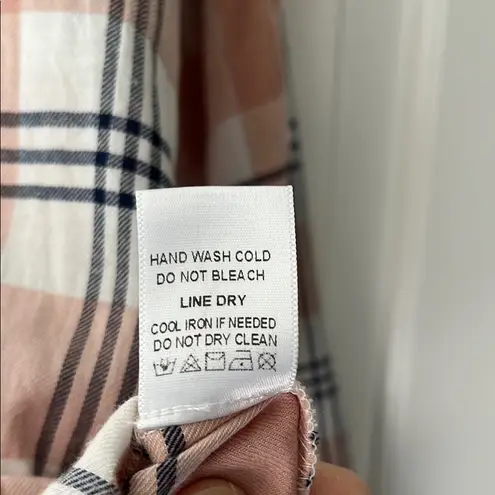 HAND WASH COLD
DO NOT BLEACH
LINE DRY
COOL IRON IF NEEDED
DO NOT DRY CLEAN